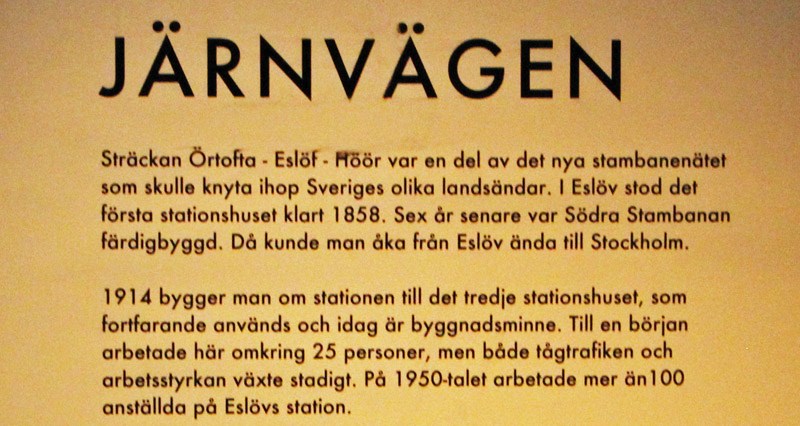 JÄRNVÄGEN
Sträckan Örtofta - Eslöf - Höör var en del av det nya stambanenätet
som skulle knyta ihop Sveriges olika landsändar. I Eslöv stod det
första stationshuset klart 1858. Sex år senare var Södra Stambanan
färdigbyggd. Då kunde man åka från Eslöv ända till Stockholm.
1914 bygger man om stationen till det tredje stationshuset, som
fortfarande används och idag är byggnadsminne. Till en början
arbetade här omkring 25 personer, men både tågtrafiken och
arbetsstyrkan växte stadigt. På 1950-talet arbetade mer än100
anställda på Eslövs station.